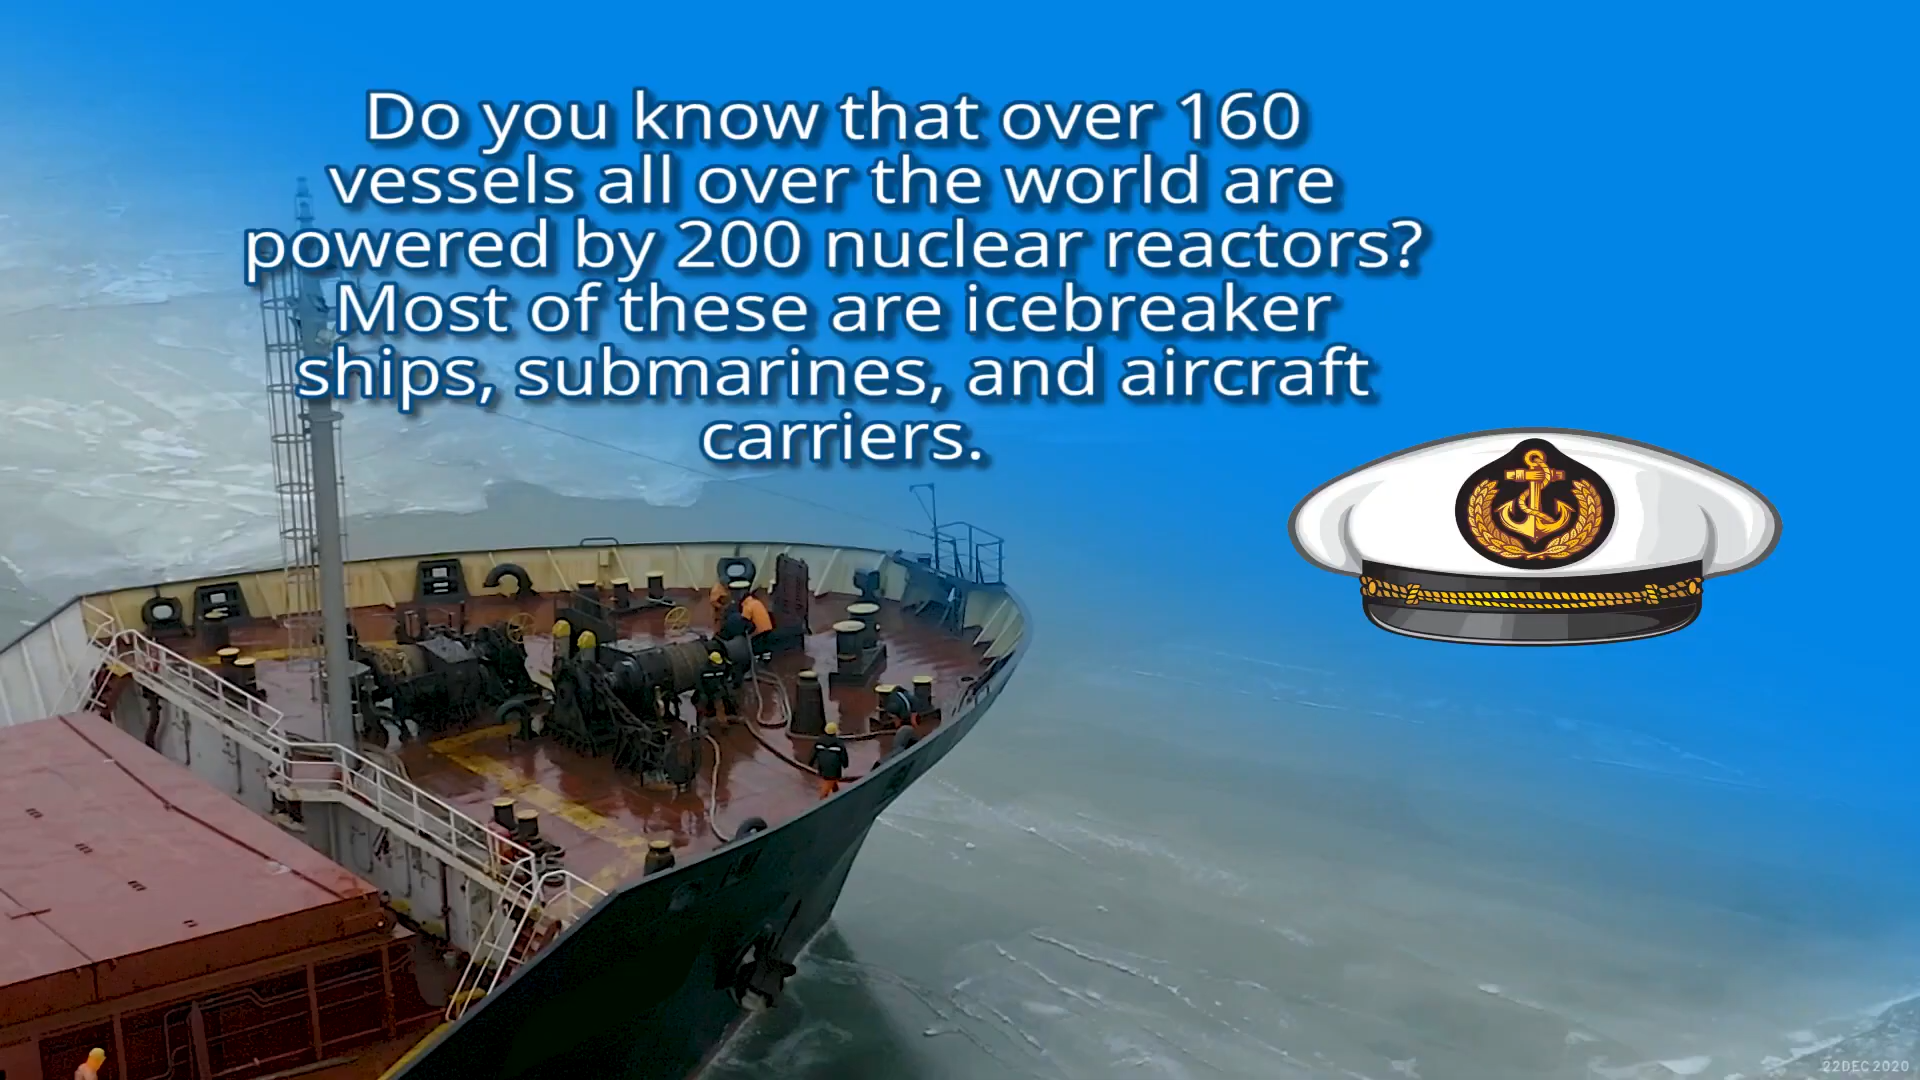 Do you know that over 160
vessels all over the world are
powered by 200 nuclear reactors?
Most of these are icebreaker
ships, submarines, and aircraft
carriers.
22DEC2020